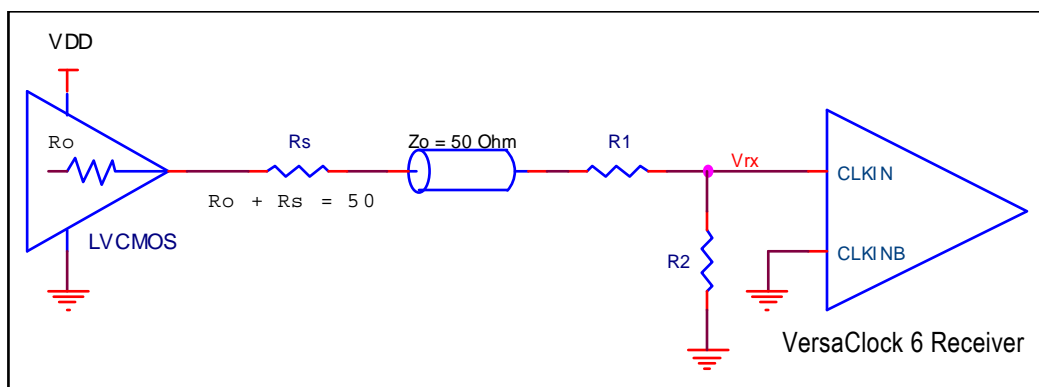 VDD
Ro
Rs
Zo = 50 Ohm
R1
Vrx
CLKIN
Ro + Rs = 50
LVCMOS
R2
CLKINB
VersaClock 6 Receiver